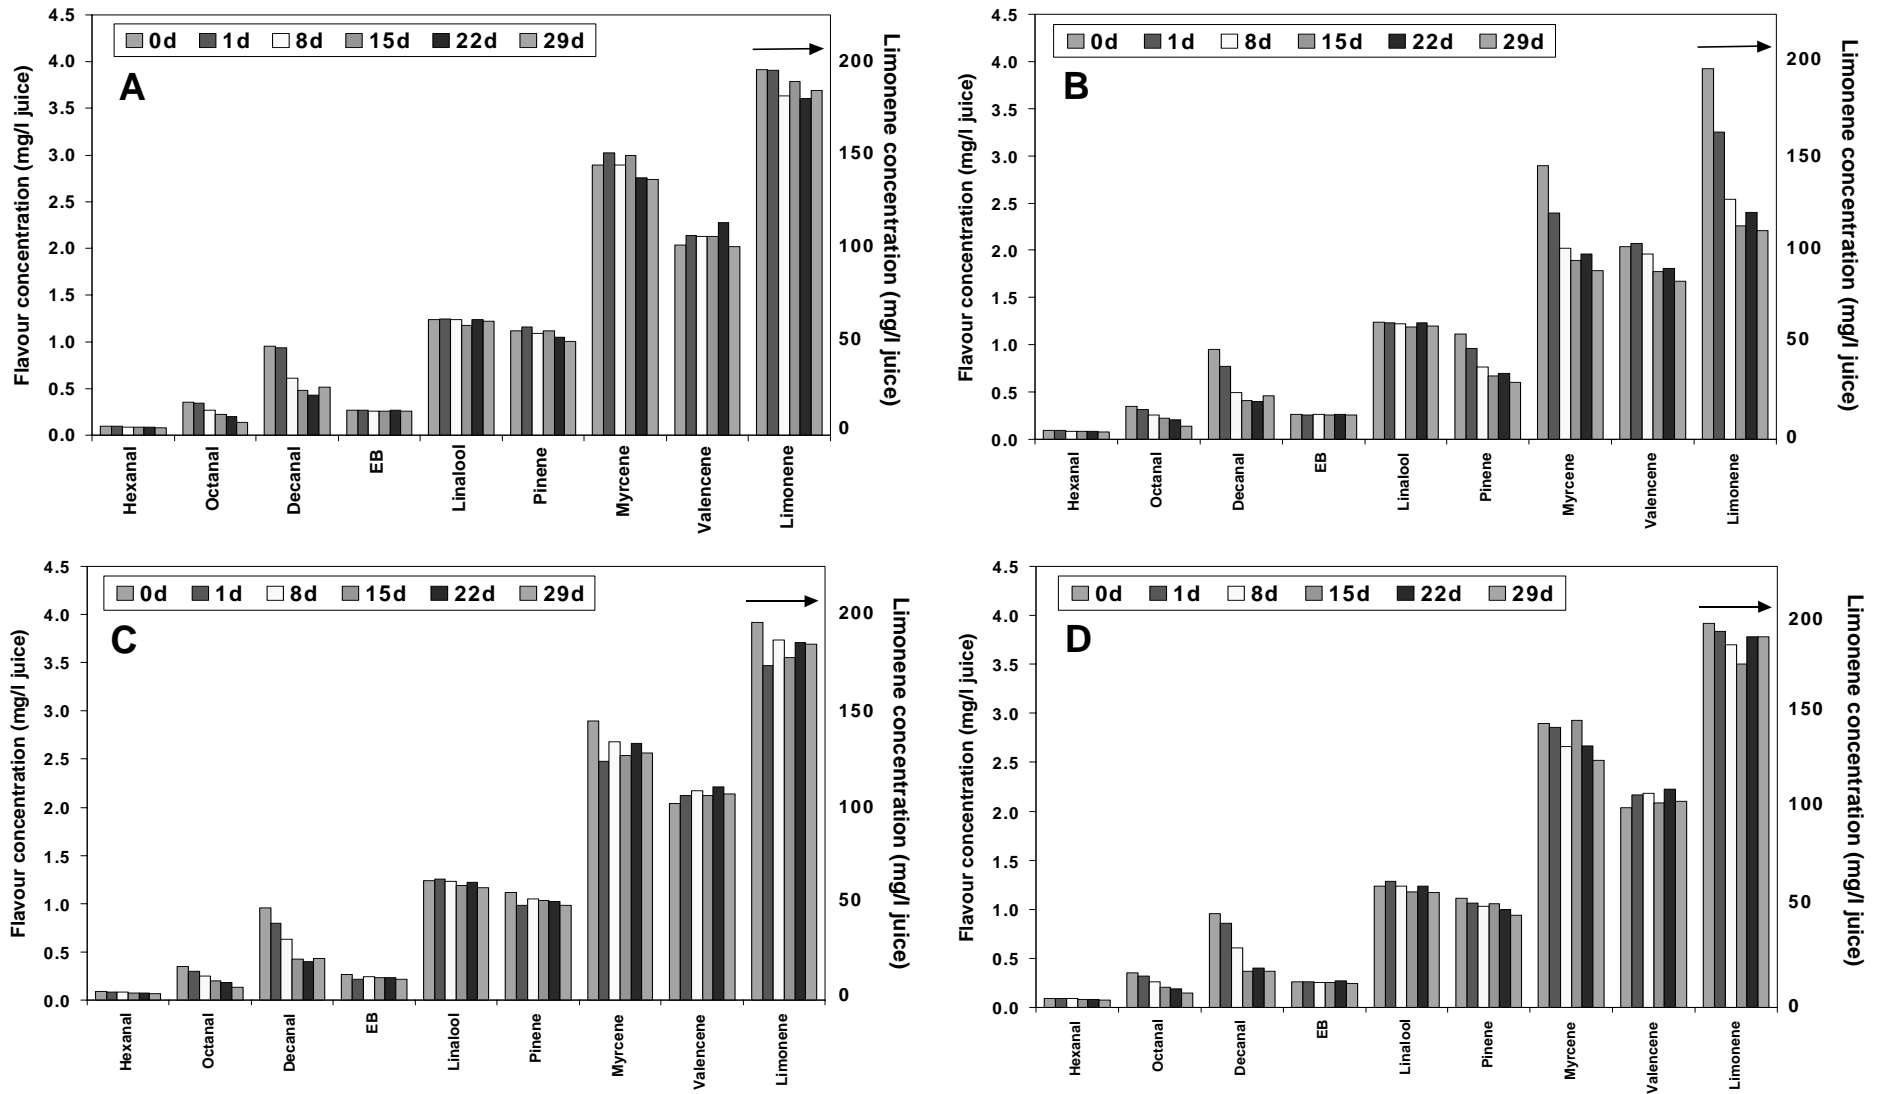 4.5
4.0
3.5
3.0
2.5
2.0
1.5
1.0
0.5
0.0
Flavour concentration (mg/l juice)
0d 1d 8d 15d 22d 29d
A
200
150
100
50
0
Limonene concentration (mg/l juice)
Hexanal
Octanal
Decanal
EB
Linalool
Pinene
Myrcene
Valencene
Limonene
4.5
4.0
3.5
3.0
2.5
2.0
1.5
1.0
0.5
0.0
Flavour concentration (mg/l juice)
0d 1d 8d 15d 22d 29d
B
200
150
100
50
0
Limonene concentration (mg/l juice)
Hexanal
Octanal
Decanal
EB
Linalool
Pinene
Myrcene
Valencene
Limonene
4.5
4.0
3.5
3.0
2.5
2.0
1.5
1.0
0.5
0.0
Flavour concentration (mg/l juice)
0d 1d 8d 15d 22d 29d
C
200
150
100
50
0
Limonene concentration (mg/l juice)
Hexanal
Octanal
Decanal
EB
Linalool
Pinene
Myrcene
Valencene
Limonene
4.5
4.0
3.5
3.0
2.5
2.0
1.5
1.0
0.5
0.0
Flavour concentration (mg/l juice)
0d 1d 8d 15d 22d 29d
D
200
150
100
50
0
Limonene concentration (mg/l juice)
Hexanal
Octanal
Decanal
EB
Linalool
Pinene
Myrcene
Valencene
Limonene